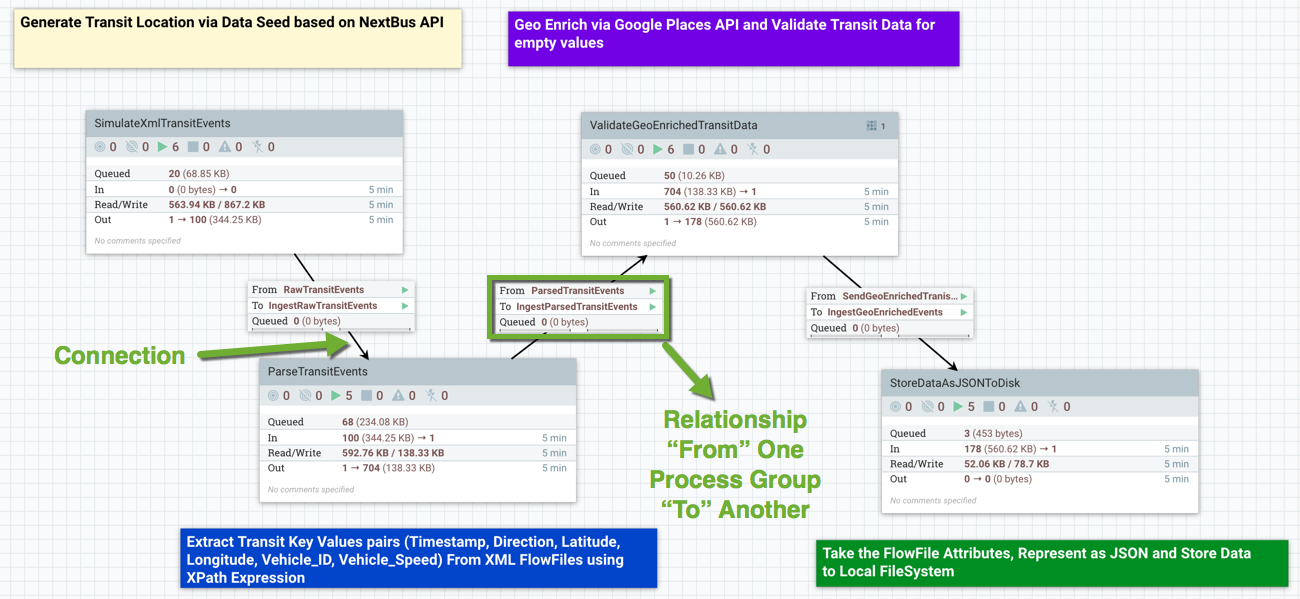 Generate Transit Location via Data Seed based on NextBus API
Geo Enrich via Google Places API and Validate Transit Data for
empty values
SimulateXmlTransitEvents
0 0 6 0 0 0
Queued 20 (68.85 KB)
In 0 (0 bytes) → 0 5 min
Read/Write 563.94 KB / 867.2 KB 5 min
Out 1 → 100 (344.25 KB) 5 min
No comments specified
ValidateGeoEnrichedTransitData 1
0 0 6 0 0 0
Queued 50 (10.26 KB)
In 704 (138.33 KB) → 1 5 min
Read/Write 560.62 KB / 560.62 KB 5 min
Out 1 → 178 (560.62 KB) 5 min
No comments specified
From RawTransitEvents
To IngestRawTransitEvents
Queued 0 (0 bytes)
From ParsedTransitEvents
To IngestParsedTransitEvents
Queued 0 (0 bytes)
From SendGeoEnrichedTranis...
To IngestGeoEnrichedEvents
Queued 0 (0 bytes)
Connection
ParseTransitEvents
0 0 5 0 0 0
Queued 68 (234.08 KB)
In 100 (344.25 KB) → 1 5 min
Read/Write 592.76 KB / 138.33 KB 5 min
Out 1 → 704 (138.33 KB) 5 min
No comments specified
Relationship
“From” One
Process Group
“To” Another
StoreDataAsJSONToDisk
0 0 5 0 0 0
Queued 3 (453 bytes)
In 178 (560.62 KB) → 1 5 min
Read/Write 52.06 KB / 78.7 KB 5 min
Out 0 → 0 (0 bytes) 5 min
No comments specified
Extract Transit Key Values pairs (Timestamp, Direction, Latitude,
Longitude, Vehicle_ID, Vehicle_Speed) From XML FlowFiles using
XPath Expression
Take the FlowFile Attributes, Represent as JSON and Store Data
to Local FileSystem